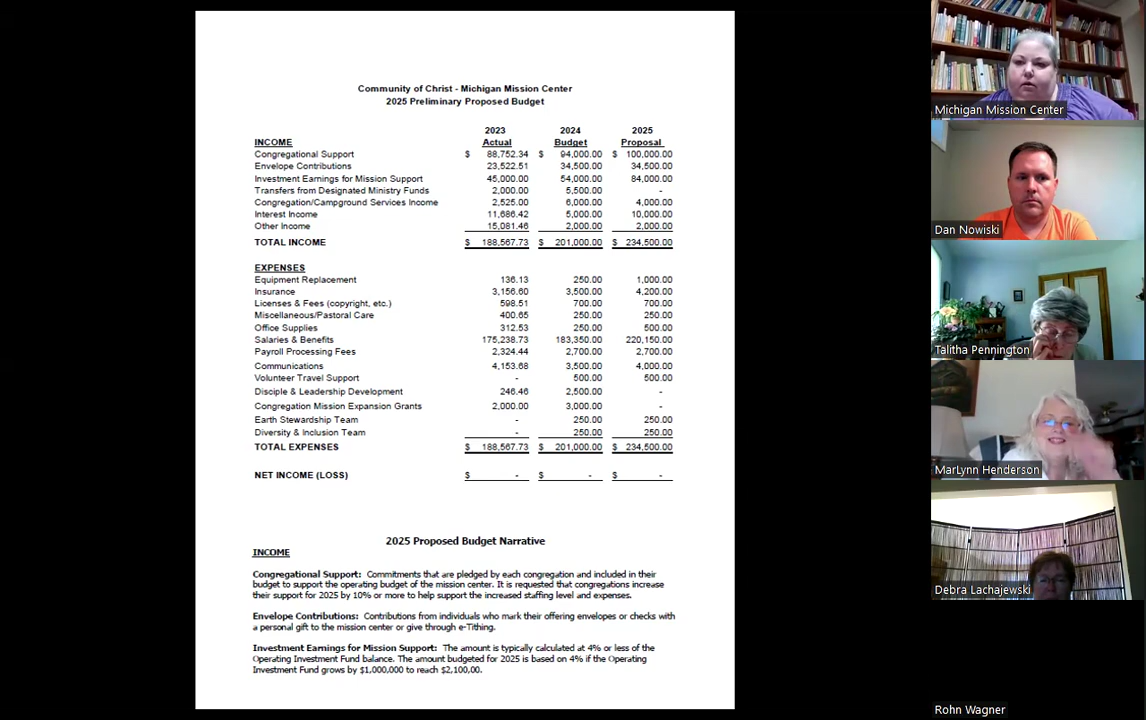 Community of Christ - Michigan Mission Center
2025 Preliminary Proposed Budget
2023 2024 2025
INCOME Actual Budget Proposal
Congregational Support $ 88,752.34 $ 94,000.00 $ 100,000.00
Envelope Contributions 23,522.51 34,500.00 34,500.00
Investment Earnings for Mission Support 45,000.00 54,000.00 84,000.00
Transfers from Designated Ministry Funds 2,000.00 5,500.00 -
Congregation/Campground Services Income 2,525.00 6,000.00 4,000.00
Interest Income 11,686.42 5,000.00 10,000.00
Other Income 15,081.46 2,000.00 2,000.00
TOTAL INCOME $ 188,567.73 $ 201,000.00 $ 234,500.00
EXPENSES
Equipment Replacement 136.13 250.00 1,000.00
Insurance 3,156.60 3,500.00 4,200.00
Licenses & Fees (copyright, etc.) 598.51 700.00 700.00
Miscellaneous/Pastoral Care 400.65 250.00 250.00
Office Supplies 312.53 250.00 500.00
Salaries & Benefits 175,238.73 183,350.00 220,150.00
Payroll Processing Fees 2,324.44 2,700.00 2,700.00
Communications 4,153.68 3,500.00 4,000.00
Volunteer Travel Support - 500.00 500.00
Disciple & Leadership Development 246.46 2,500.00 -
Congregation Mission Expansion Grants 2,000.00 3,000.00 -
Earth Stewardship Team - 250.00 250.00
Diversity & Inclusion Team - 250.00 250.00
TOTAL EXPENSES $ 188,567.73 $ 201,000.00 $ 234,500.00
NET INCOME (LOSS) $ - $ - $ -
2025 Proposed Budget Narrative
INCOME
Congregational Support: Commitments that are pledged by each congregation and included in their
budget to support the operating budget of the mission center. It is requested that congregations increase
their support for 2025 by 10% or more to help support the increased staffing level and expenses.
Envelope Contributions: Contributions from individuals who mark their offering envelopes or checks with
a personal gift to the mission center or give through e-Tithing.
Investment Earnings for Mission Support: The amount is typically calculated at 4% or less of the
Operating Investment Fund balance. The amount budgeted for 2025 is based on 4% if the Operating
Investment Fund grows by $1,000,000 to reach $2,100,00.
Michigan Mission Center
Dan Nowiski
Talitha Pennington
MarLynn Henderson
Debra Lachajewski
Rohn Wagner